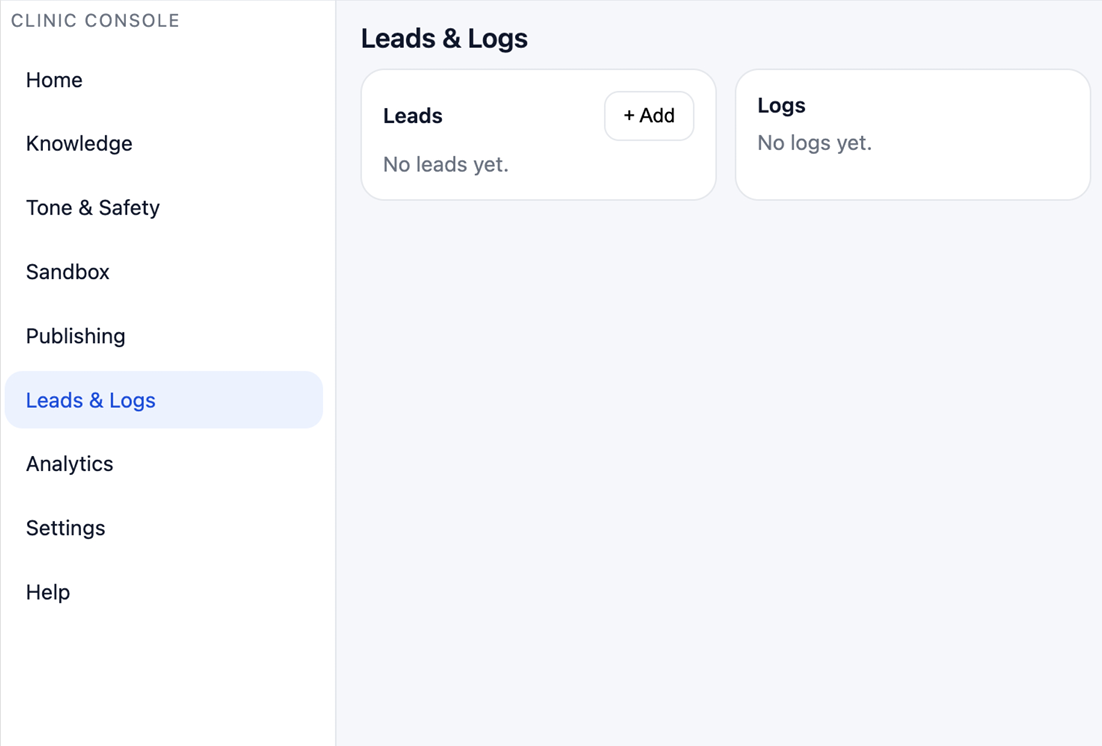 CLINIC CONSOLE
Home
Knowledge
Tone & Safety
Sandbox
Publishing
Leads & Logs
Analytics
Settings
Help
Leads & Logs
Leads
+ Add
No leads yet.
Logs
No logs yet.